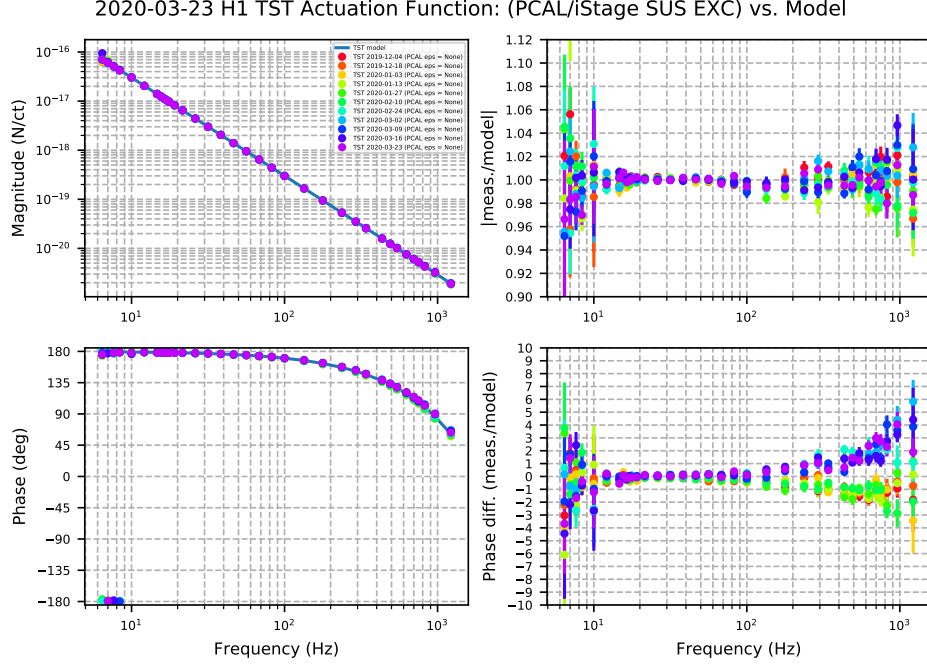 2020-03-23 H1 TST Actuation Function: (PCAL/iStage SUS EXC) vs. Model
Magnitude (N/ct)
10⁻¹⁶
10⁻¹⁷
10⁻¹⁸
10⁻¹⁹
10⁻²⁰
TST model
TST 2019-12-04 (PCAL eps = None)
TST 2019-12-18 (PCAL eps = None)
TST 2020-01-03 (PCAL eps = None)
TST 2020-01-13 (PCAL eps = None)
TST 2020-01-27 (PCAL eps = None)
TST 2020-02-10 (PCAL eps = None)
TST 2020-02-24 (PCAL eps = None)
TST 2020-03-02 (PCAL eps = None)
TST 2020-03-09 (PCAL eps = None)
TST 2020-03-16 (PCAL eps = None)
TST 2020-03-23 (PCAL eps = None)
10¹ 10² 10³
|meas./model|
1.12
1.10
1.08
1.06
1.04
1.02
1.00
0.98
0.96
0.94
0.92
0.90
10¹ 10² 10³
Phase (deg)
180
135
90
45
0
−45
−90
−135
−180
10¹ 10² 10³
Frequency (Hz)
Phase diff. (meas./model)
10
9
8
7
6
5
4
3
2
1
0
−1
−2
−3
−4
−5
−6
−7
−8
−9
−10
10¹ 10² 10³
Frequency (Hz)